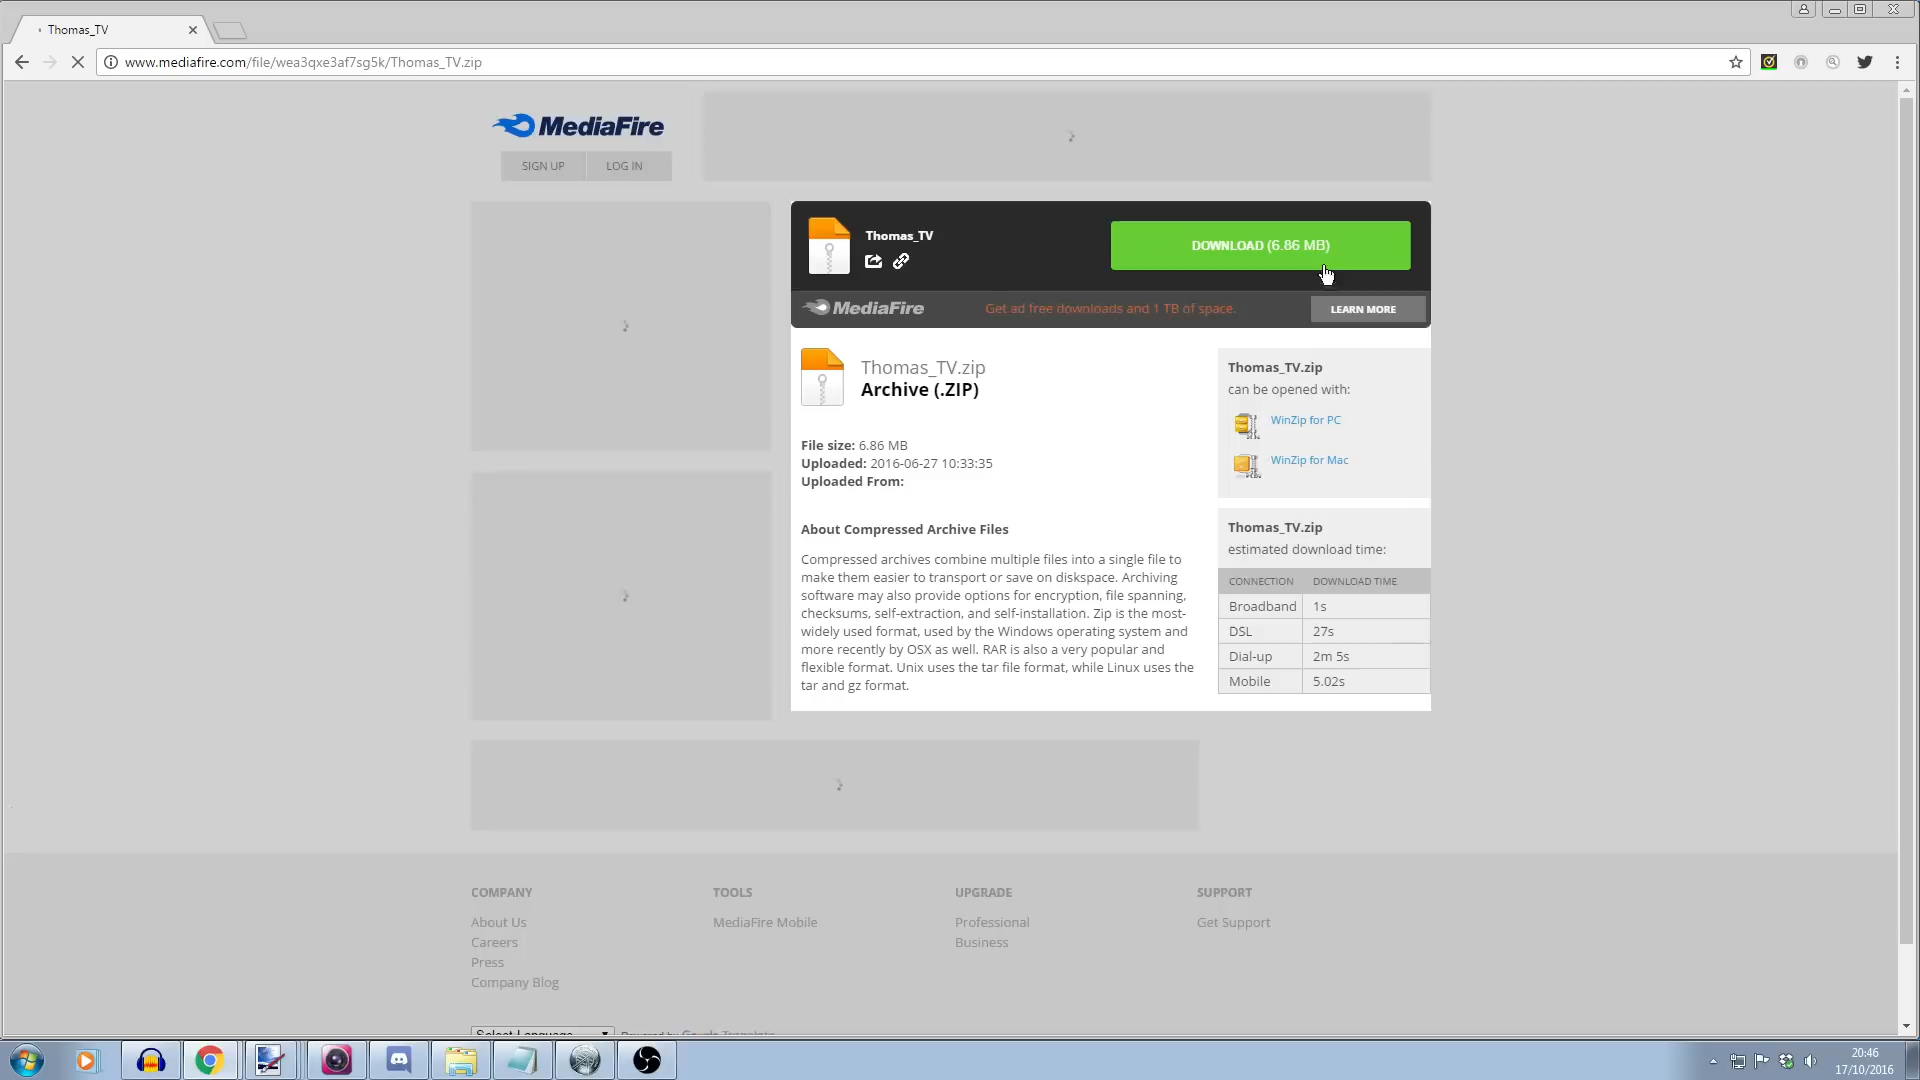 Thomas_TV
www.mediafire.com/file/wea3qxe3af7sg5k/Thomas_TV.zip
MediaFire
SIGN UP
LOG IN
Thomas_TV
DOWNLOAD (6.86 MB)
MediaFire
Get ad free downloads and 1 TB of space.
LEARN MORE
Thomas_TV.zip
Archive (.ZIP)
File size: 6.86 MB
Uploaded: 2016-06-27 10:33:35
Uploaded From:
About Compressed Archive Files
Compressed archives combine multiple files into a single file to
make them easier to transport or save on diskspace. Archiving
software may also provide options for encryption, file spanning,
checksums, self-extraction, and self-installation. Zip is the most-
widely used format, used by the Windows operating system and
more recently by OSX as well. RAR is also a very popular and
flexible format. Unix uses the tar file format, while Linux uses the
tar and gz format.
Thomas_TV.zip
can be opened with:
WinZip for PC
WinZip for Mac
Thomas_TV.zip
estimated download time:
CONNECTION DOWNLOAD TIME
Broadband 1s
DSL 27s
Dial-up 2m 5s
Mobile 5.02s
COMPANY
About Us
Careers
Press
Company Blog
TOOLS
MediaFire Mobile
UPGRADE
Professional
Business
SUPPORT
Get Support
Select Language
20:46
17/10/2016